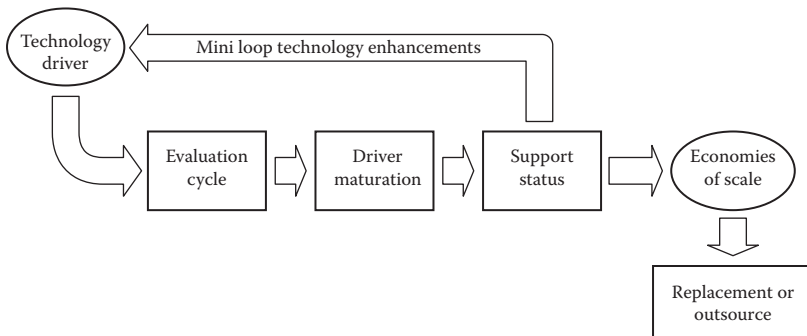 Technology
driver
Mini loop technology enhancements
Evaluation
cycle
Driver
maturation
Support
status
Economies
of scale
Replacement or
outsource